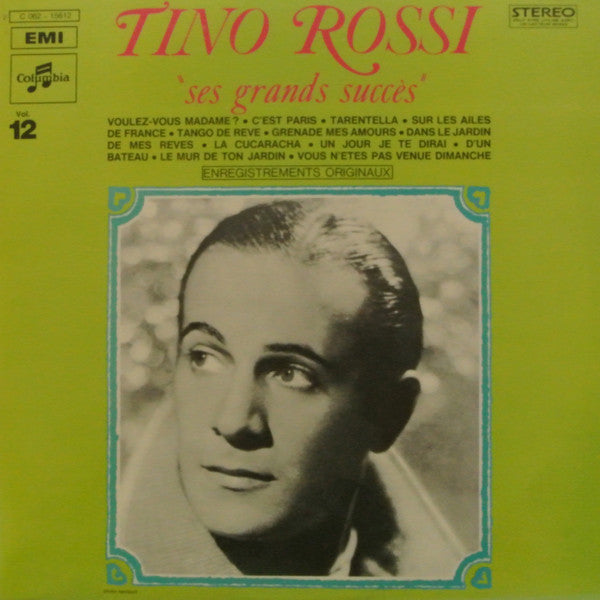 2 C 062 - 15612
EMI
Columbia
Vol.
12
TINO ROSSI
"ses grands succès"
STEREO
VOULEZ-VOUS MADAME? • C'EST PARIS • TARENTELLA • SUR LES AILES
DE FRANCE • TANGO DE REVE • GRENADE MES AMOURS • DANS LE JARDIN
DE MES REVES • LA CUCARACHA • UN JOUR JE TE DIRAI • D'UN
BATEAU • LE MUR DE TON JARDIN • VOUS N'ETES PAS VENUE DIMANCHE
ENREGISTREMENTS ORIGINAUX